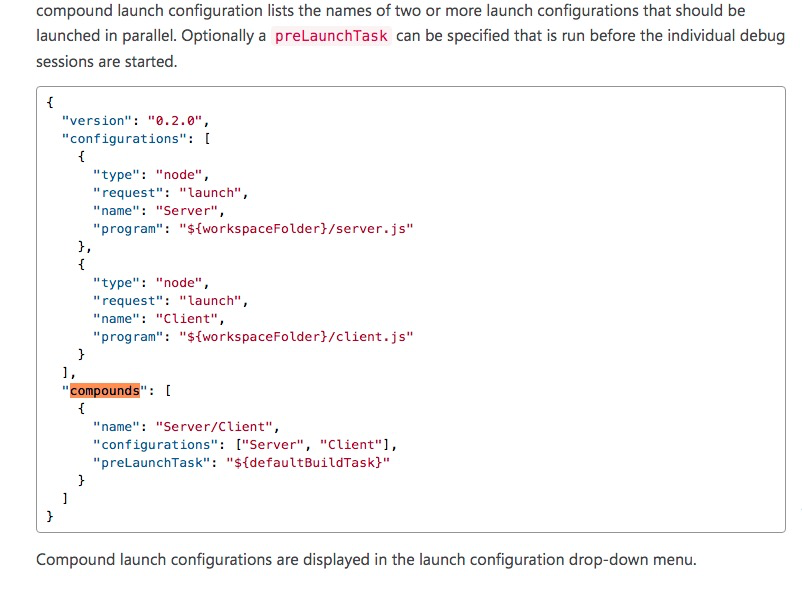 compound launch configuration lists the names of two or more launch configurations that should be
launched in parallel. Optionally a preLaunchTask can be specified that is run before the individual debug
sessions are started.
{
  "version": "0.2.0",
  "configurations": [
    {
      "type": "node",
      "request": "launch",
      "name": "Server",
      "program": "${workspaceFolder}/server.js"
    },
    {
      "type": "node",
      "request": "launch",
      "name": "Client",
      "program": "${workspaceFolder}/client.js"
    }
  ],
  "compounds": [
    {
      "name": "Server/Client",
      "configurations": ["Server", "Client"],
      "preLaunchTask": "${defaultBuildTask}"
    }
  ]
}
Compound launch configurations are displayed in the launch configuration drop-down menu.